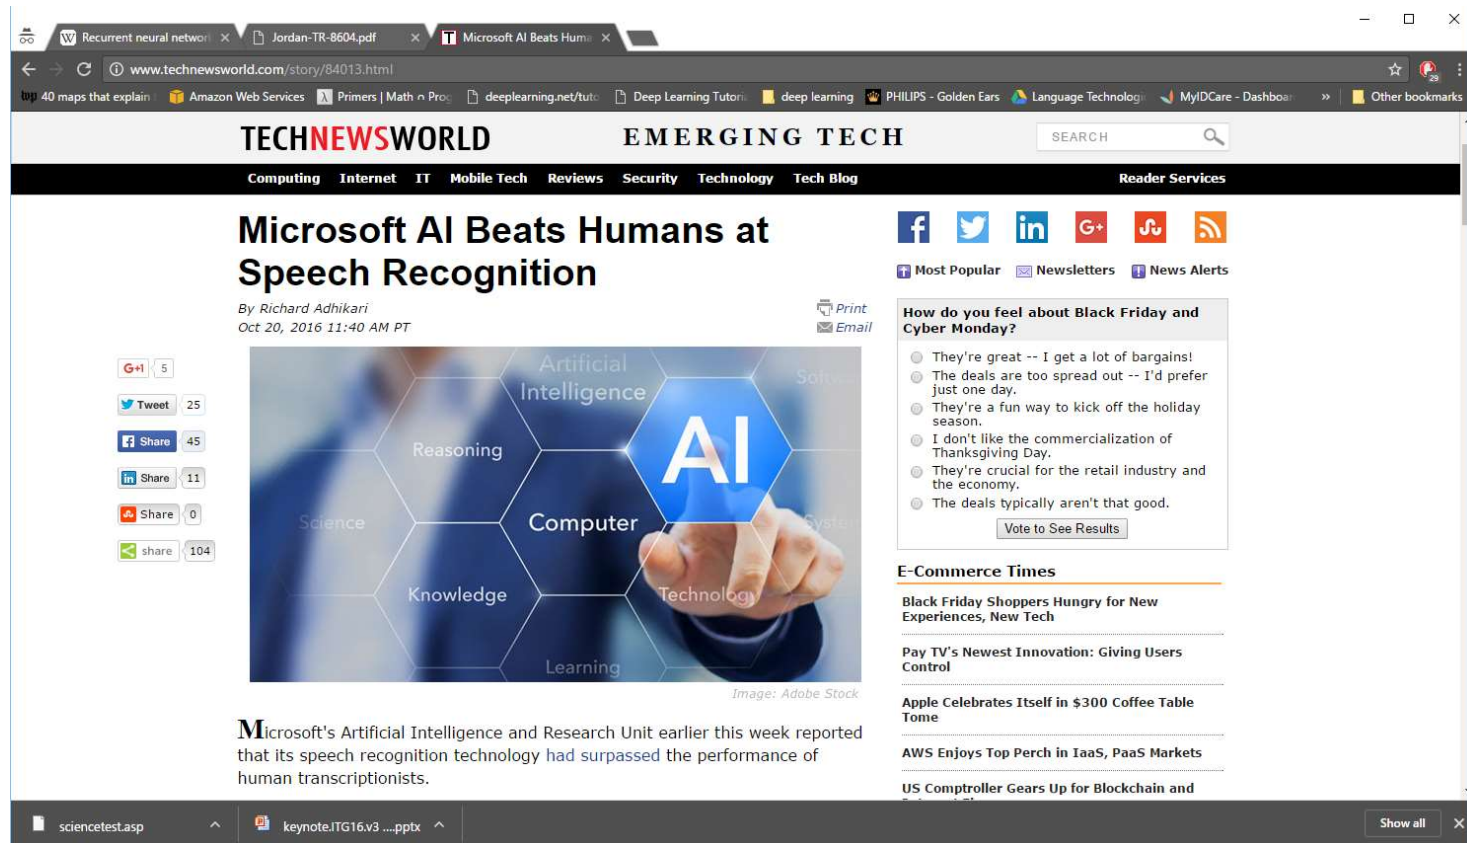 Recurrent neural networ
Jordan-TR-8604.pdf
Microsoft AI Beats Huma
www.technewsworld.com/story/84013.html
29
top 40 maps that explain
Amazon Web Services
Primers | Math ∩ Prog
deeplearning.net/tuto
Deep Learning Tutori
deep learning
PHILIPS - Golden Ears
Language Technologi
MyIDCare - Dashboar
»
Other bookmarks
TECHNEWSWORLD
EMERGING TECH
SEARCH
Computing Internet IT Mobile Tech Reviews Security Technology Tech Blog
Reader Services
Microsoft AI Beats Humans at
Speech Recognition
By Richard Adhikari
Oct 20, 2016 11:40 AM PT
Print
Email
G+1 5
Tweet 25
Share 45
Share 11
Share 0
share 104
Artificial
Intelligence
Reasoning
AI
Science
Computer
Knowledge
Technology
Learning
Image: Adobe Stock
Microsoft's Artificial Intelligence and Research Unit earlier this week reported
that its speech recognition technology had surpassed the performance of
human transcriptionists.
Most Popular
Newsletters
News Alerts
How do you feel about Black Friday and
Cyber Monday?
They're great -- I get a lot of bargains!
The deals are too spread out -- I'd prefer
just one day.
They're a fun way to kick off the holiday
season.
I don't like the commercialization of
Thanksgiving Day.
They're crucial for the retail industry and
the economy.
The deals typically aren't that good.
Vote to See Results
E-Commerce Times
Black Friday Shoppers Hungry for New
Experiences, New Tech
Pay TV's Newest Innovation: Giving Users
Control
Apple Celebrates Itself in $300 Coffee Table
Tome
AWS Enjoys Top Perch in IaaS, PaaS Markets
US Comptroller Gears Up for Blockchain and
sciencetest.asp
keynote.ITG16.v3 ....pptx
Show all